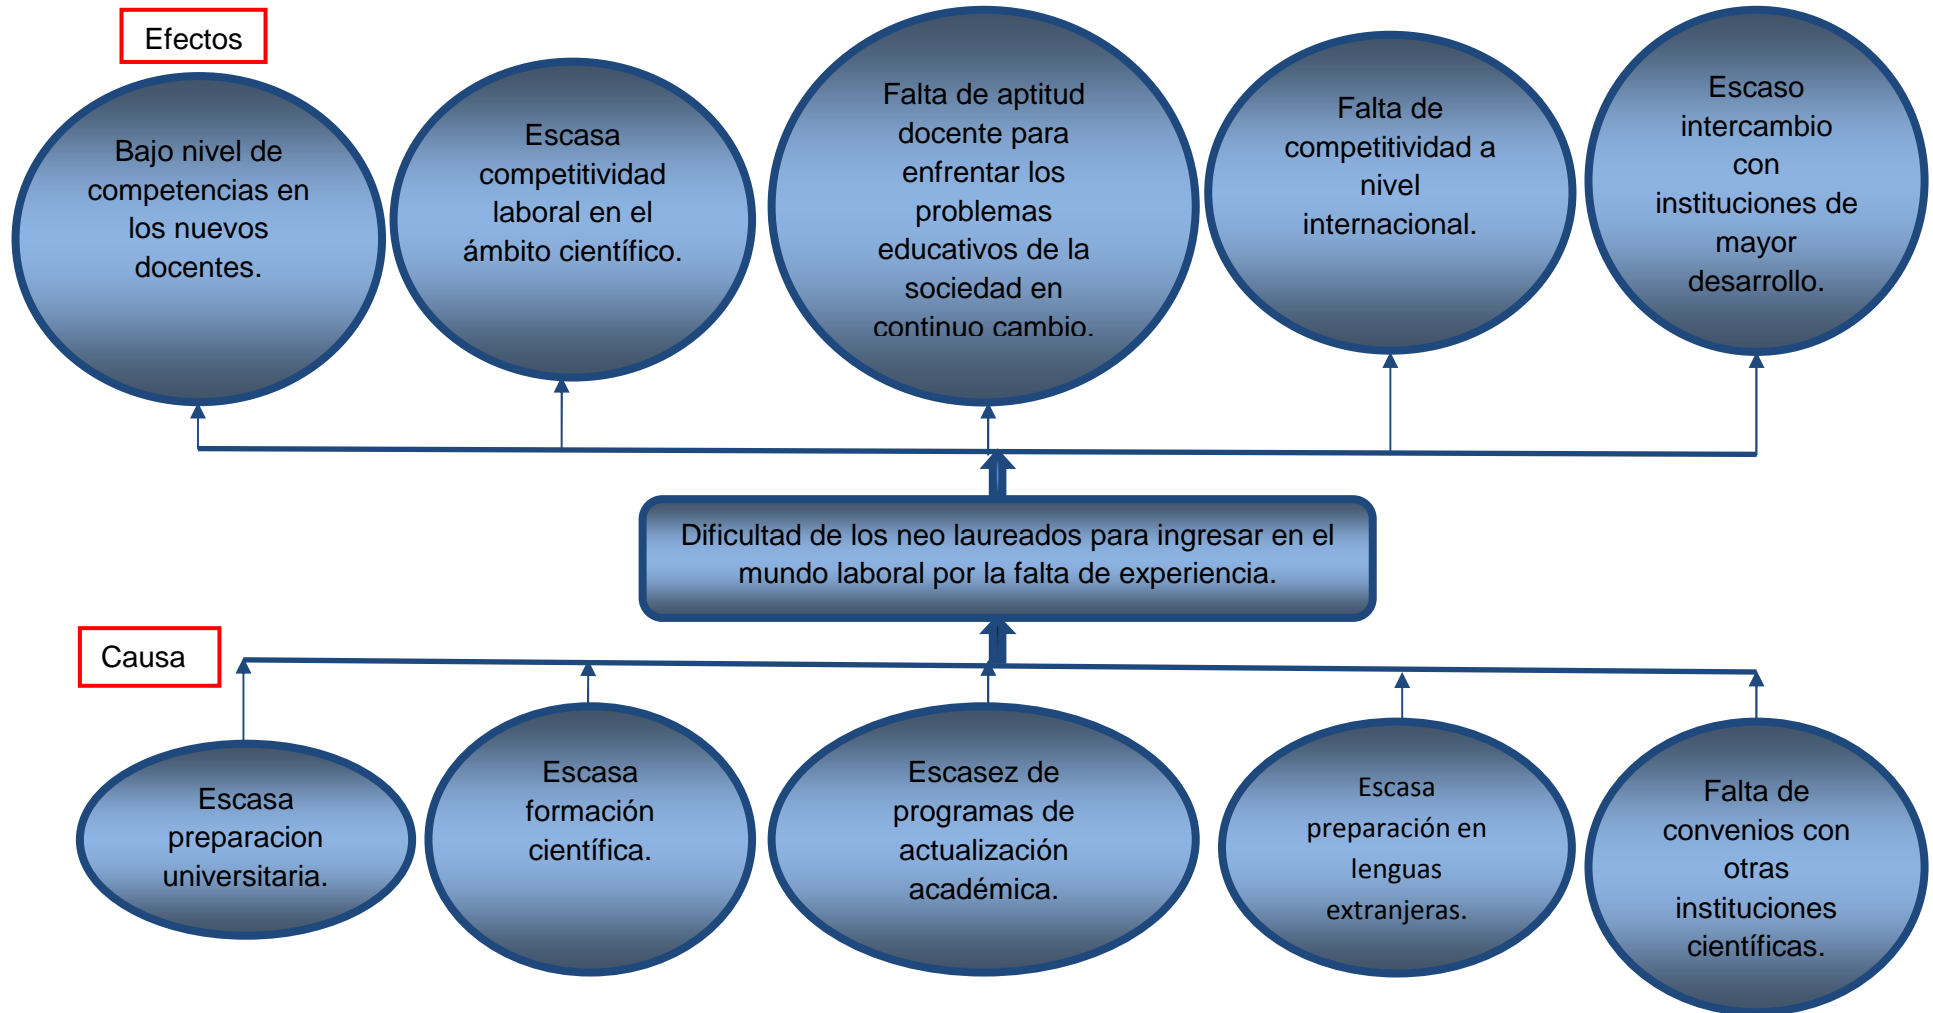 Efectos
Bajo nivel de
competencias en
los nuevos
docentes.
Escasa
competitividad
laboral en el
ámbito científico.
Falta de aptitud
docente para
enfrentar los
problemas
educativos de la
sociedad en
continuo cambio.
Falta de
competitividad a
nivel
internacional.
Escaso
intercambio
con
instituciones de
mayor
desarrollo.
Dificultad de los neo laureados para ingresar en el
mundo laboral por la falta de experiencia.
Causa
Escasa
preparacion
universitaria.
Escasa
formación
científica.
Escasez de
programas de
actualización
académica.
Escasa
preparación en
lenguas
extranjeras.
Falta de
convenios con
otras
instituciones
científicas.